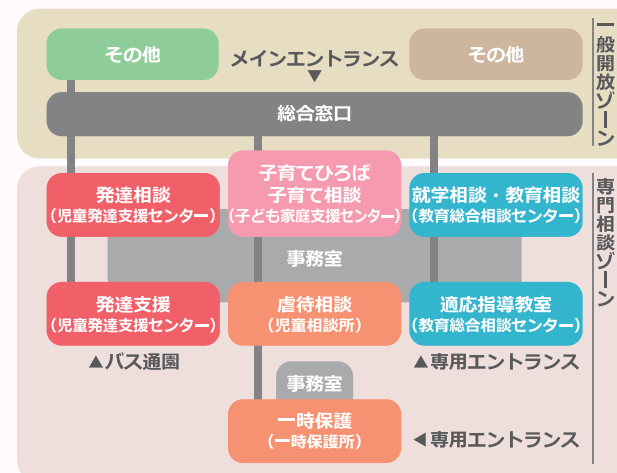 その他
メインエントランス
▼
その他
一般開放ゾーン
総合窓口
発達相談
(児童発達支援センター)
子育てひろば
子育て相談
(子ども家庭支援センター)
就学相談・教育相談
(教育総合相談センター)
専門相談ゾーン
事務室
発達支援
(児童発達支援センター)
虐待相談
(児童相談所)
適応指導教室
(教育総合相談センター)
▲バス通園
▲専用エントランス
事務室
一時保護
(一時保護所)
◀専用エントランス